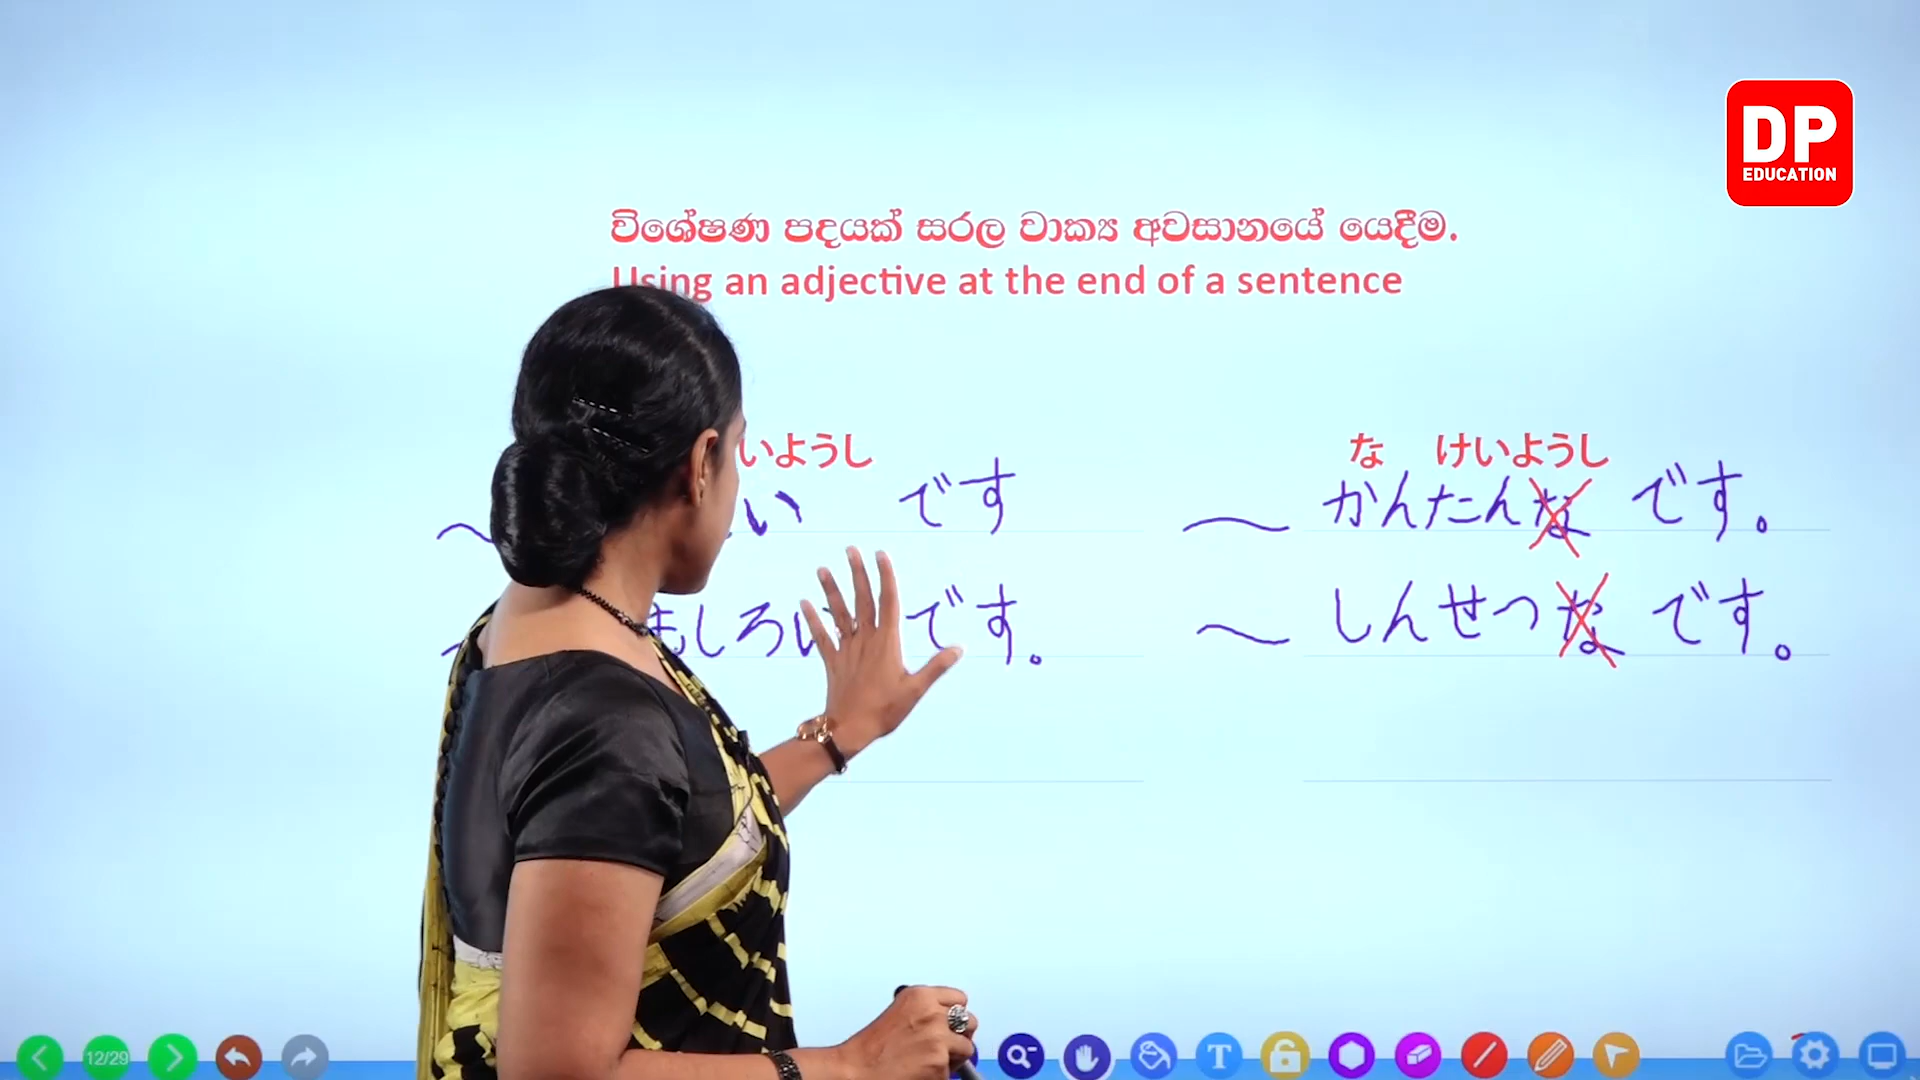 DP
EDUCATION
විශේෂණ පදයක් සරල වාක්‍ය අවසානයේ යෙදීම.
Using an adjective at the end of a sentence
いようし
い です
もしろい です。
な けいようし
〜 かんたんな です。
〜 しんせつな です。
12/29
T